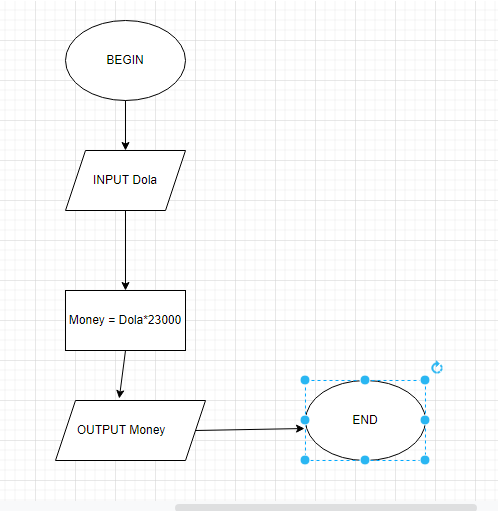 BEGIN
INPUT Dola
Money = Dola*23000
OUTPUT Money
END